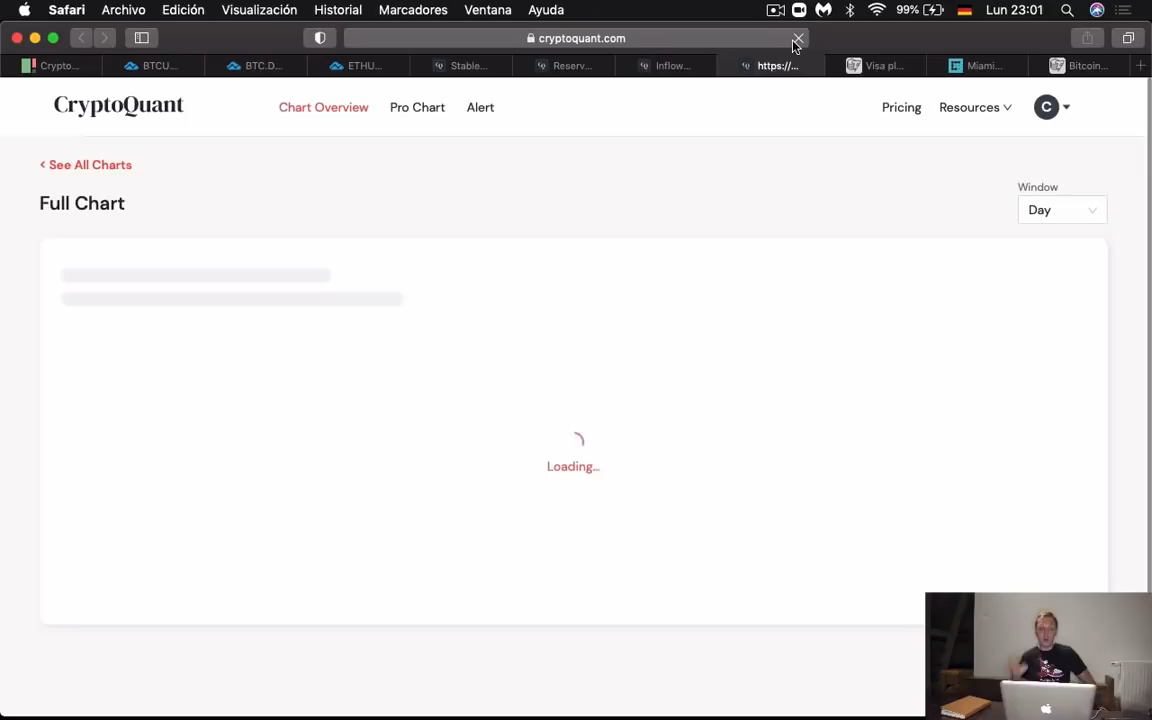 Safari Archivo Edición Visualización Historial Marcadores Ventana Ayuda 99% Lun 23:01
cryptoquant.com
Crypto... BTCU... BTC.D... ETHU... Stable... Reserv... Inflow... https://... Visa pl... Miami... Bitcoin...
CryptoQuant Chart Overview Pro Chart Alert Pricing Resources C
< See All Charts
Full Chart
Window
Day
Loading...